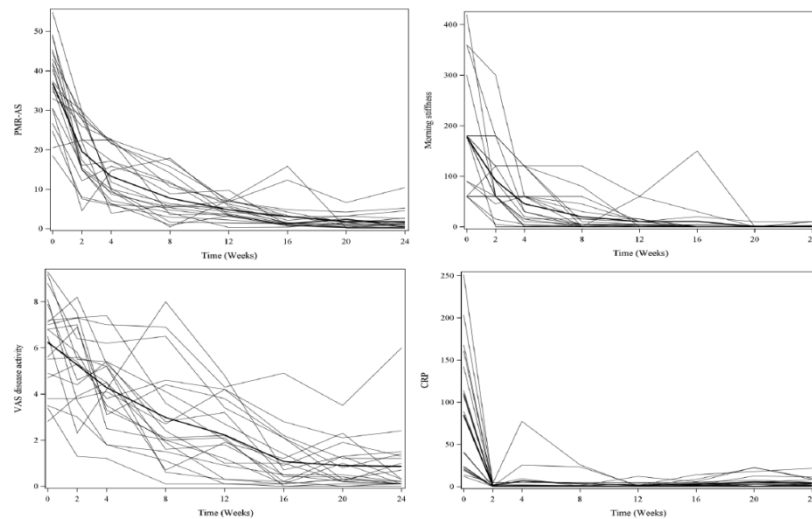 PMR-AS
50
40
30
20
10
0
0 2 4 8 12 16 20 24
Time (Weeks)
Morning stiffness
400
300
200
100
0
0 2 4 8 12 16 20 24
Time (Weeks)
VAS disease activity
8
6
4
2
0
0 2 4 8 12 16 20 24
Time (Weeks)
CRP
250
200
150
100
50
0
0 2 4 8 12 16 20 24
Time (Weeks)